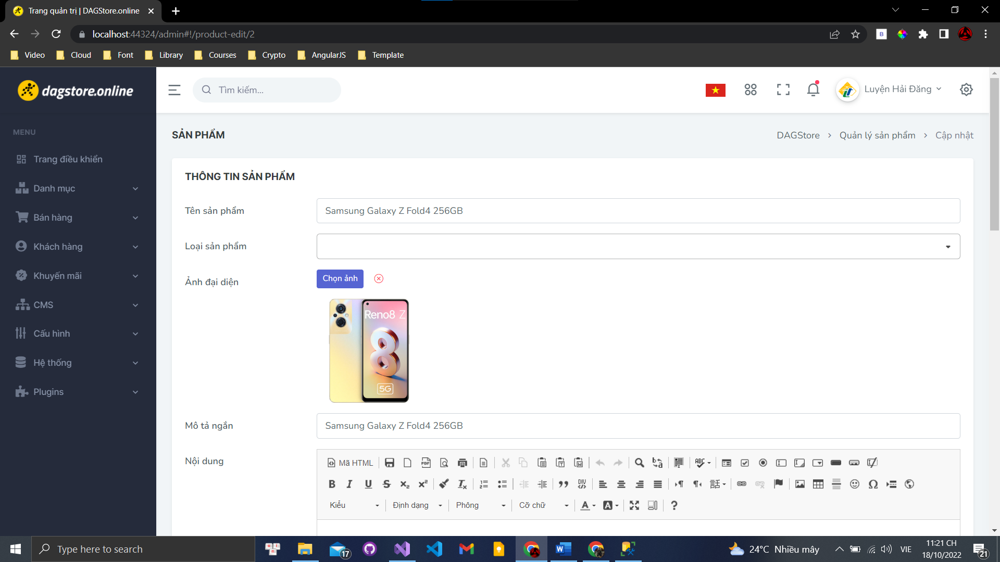 Trang quản trị | DAGStore.online
localhost:44324/admin#!/product-edit/2
B
Video Cloud Font Library Courses Crypto AngularJS Template
dagstore.online
Tìm kiếm...
Luyện Hải Đăng
MENU
Trang điều khiển
Danh mục
Bán hàng
Khách hàng
Khuyến mãi
CMS
Cấu hình
Hệ thống
Plugins
SẢN PHẨM
DAGStore > Quản lý sản phẩm > Cập nhật
THÔNG TIN SẢN PHẨM
Tên sản phẩm
Samsung Galaxy Z Fold4 256GB
Loại sản phẩm
Ảnh đại diện
Chọn ảnh
Reno8 Z
8
5G
Mô tả ngắn
Samsung Galaxy Z Fold4 256GB
Nội dung
Mã HTML
Kiểu Định dạng Phông Cỡ chữ
Type here to search
17
24°C Nhiều mây
VIE
11:21 CH
18/10/2022
21